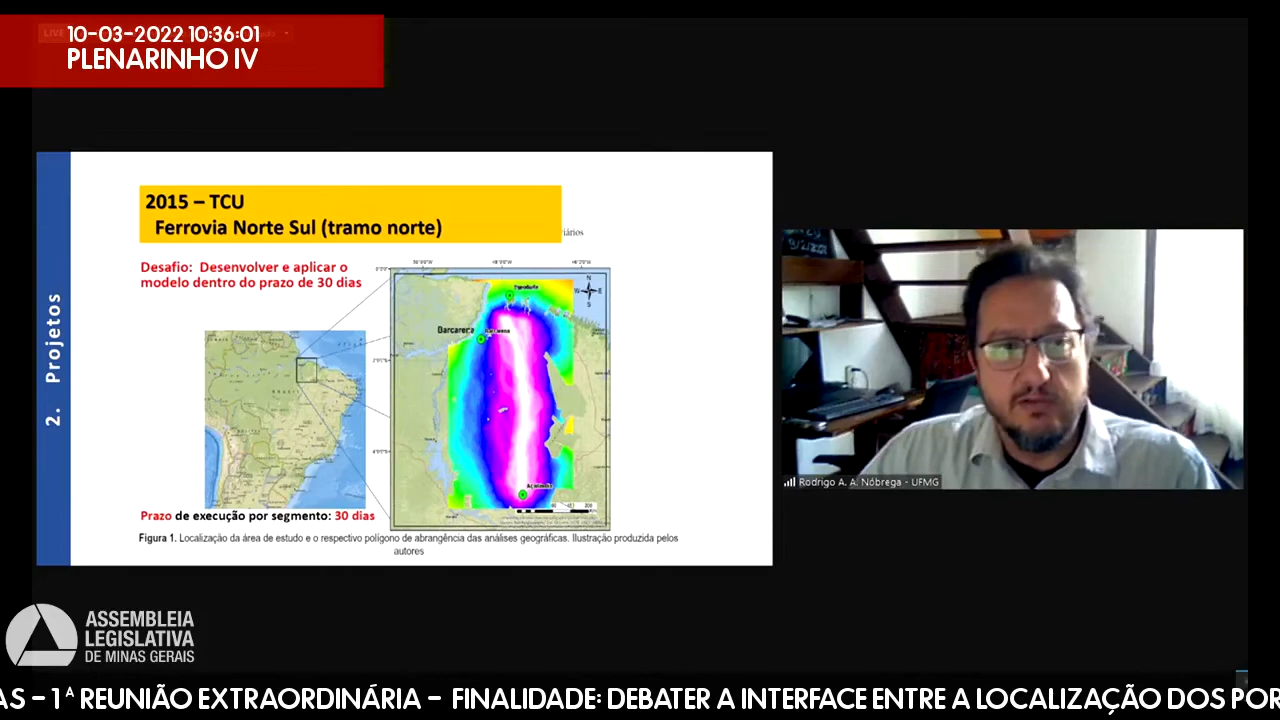 LIVE
10-03-2022 10:36:01
PLENARINHO IV
2. Projetos
2015 – TCU
Ferrovia Norte Sul (tramo norte)
iários
Desafio: Desenvolver e aplicar o
modelo dentro do prazo de 30 dias
N
W E
S
Barcarena
Prazo de execução por segmento: 30 dias
Figura 1. Localização da área de estudo e o respectivo polígono de abrangência das análises geográficas. Ilustração produzida pelos
autores
Rodrigo A. A. Nóbrega - UFMG
ASSEMBLEIA
LEGISLATIVA
DE MINAS GERAIS
AS – 1ª REUNIÃO EXTRAORDINÁRIA – FINALIDADE: DEBATER A INTERFACE ENTRE A LOCALIZAÇÃO DOS POR